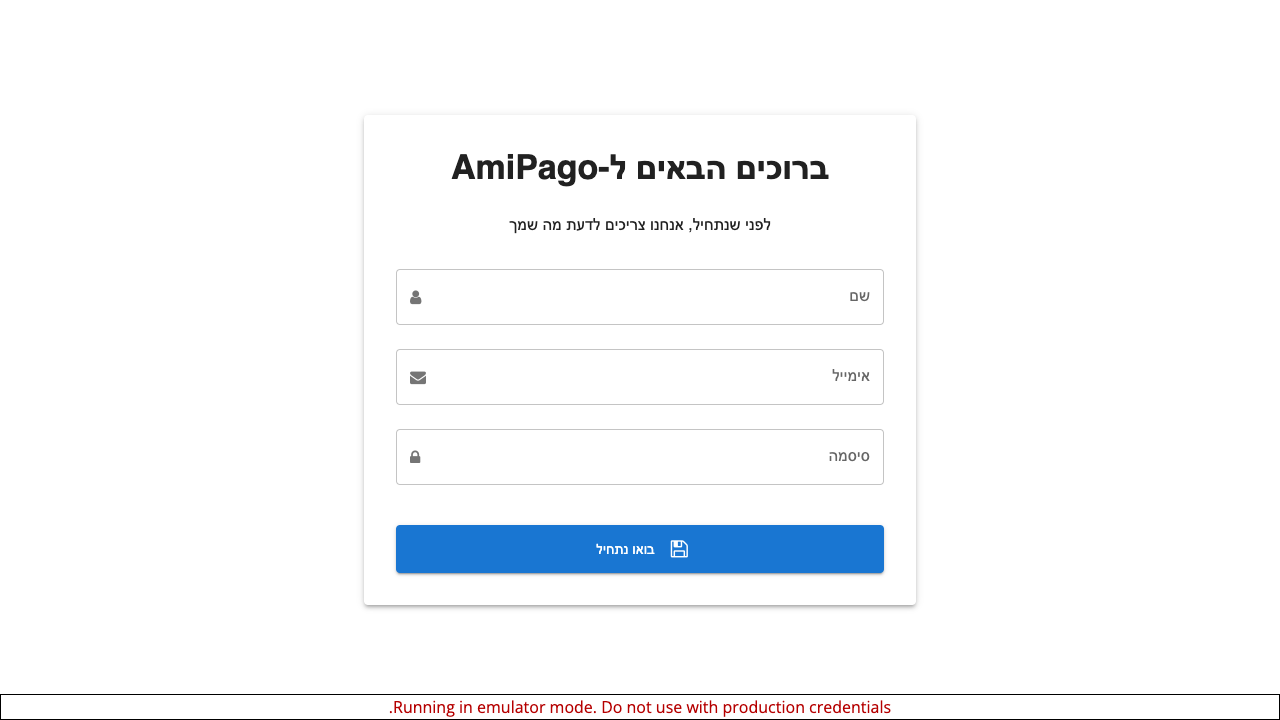 ברוכים הבאים ל-AmiPago
לפני שנתחיל, אנחנו צריכים לדעת מה שמך
שם
אימייל
סיסמה
בואו נתחיל
Running in emulator mode. Do not use with production credentials.